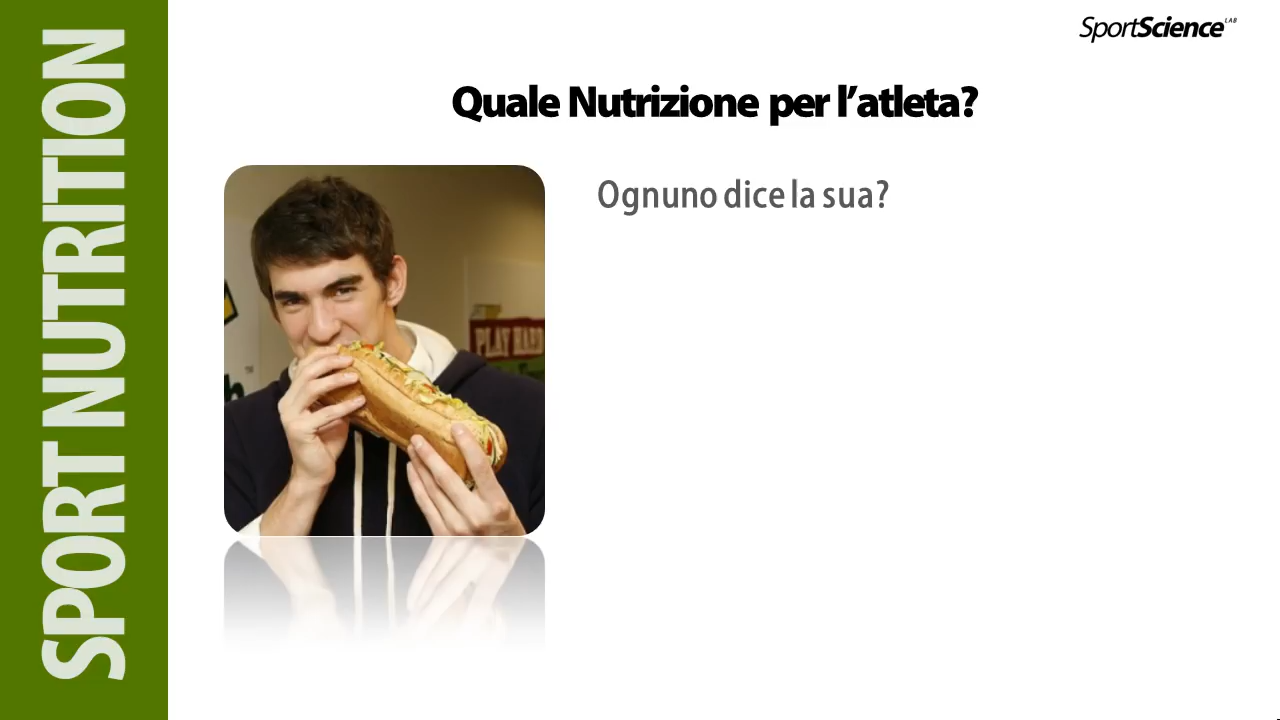 SPORT NUTRITION
SportScience LAB
Quale Nutrizione per l’atleta?
Ognuno dice la sua?
PLAY HARD